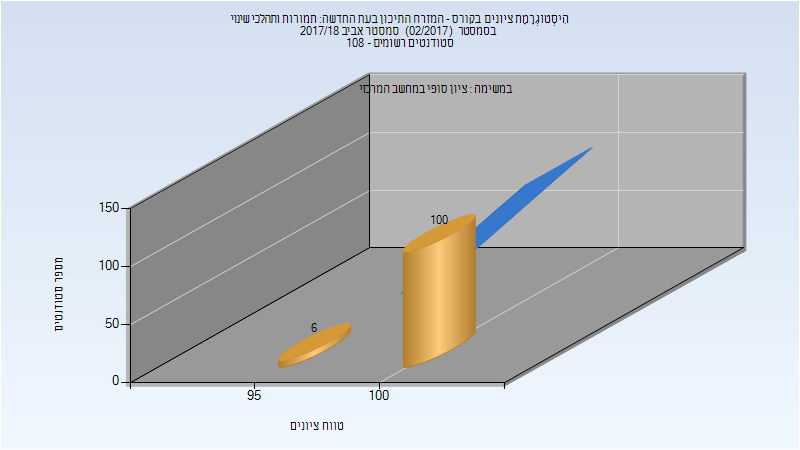 היסטוגרמת ציונים בקורס - המזרח התיכון בעת החדשה: תמורות ותהלכי שינוי
בסמסטר (02/2017) סמסטר אביב 2017/18
סטודנטים רשומים - 108
במשימה : ציון סופי במחשב המרכזי
150
100
50
0
מספר סטודנטים
100
6
95
100
טווח ציונים